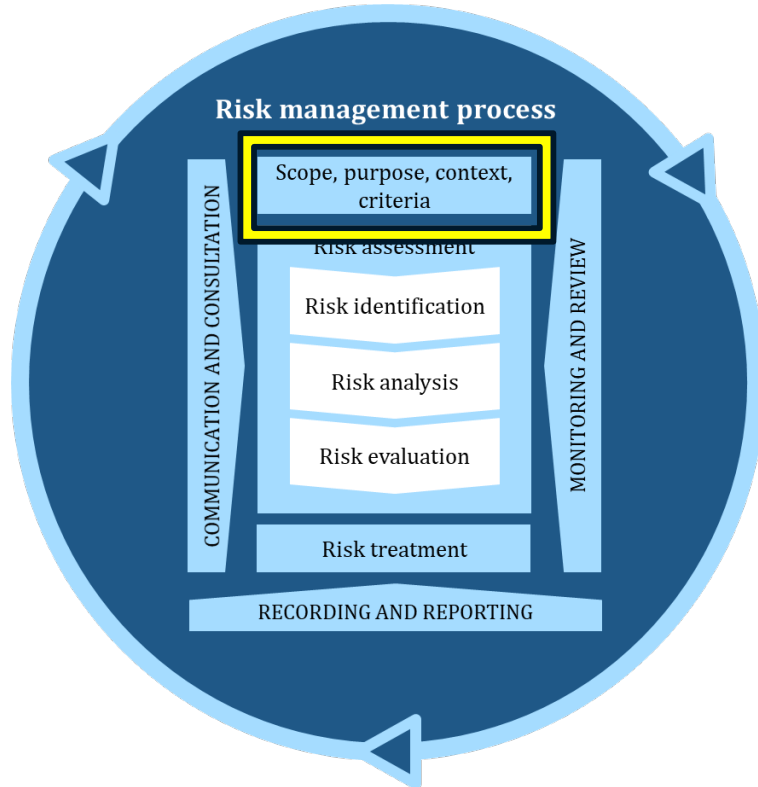 Risk management process
Scope, purpose, context,
criteria
Risk assessment
Risk identification
Risk analysis
Risk evaluation
Risk treatment
COMMUNICATION AND CONSULTATION
MONITORING AND REVIEW
RECORDING AND REPORTING